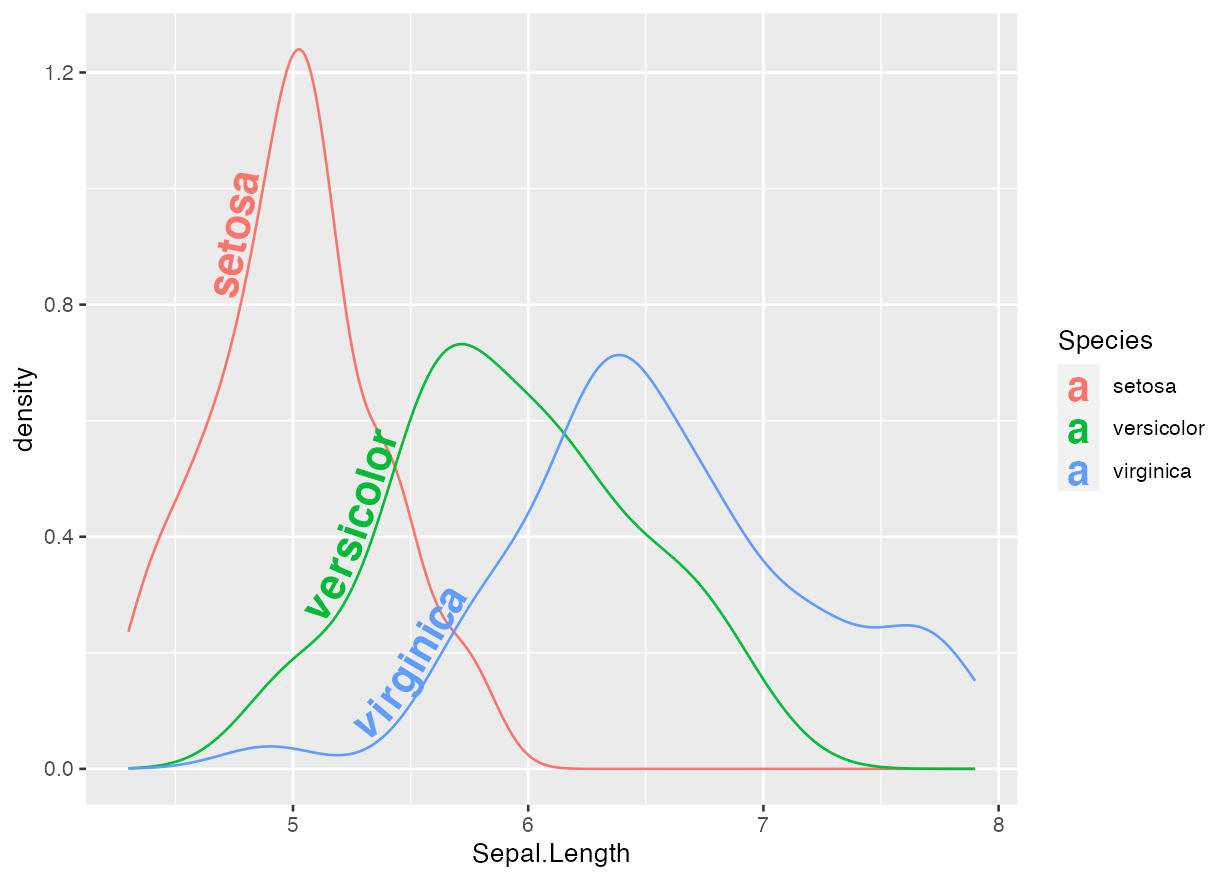 1.2
0.8
0.4
0.0
density
setosa
versicolor
virginica
5 6 7 8
Sepal.Length
Species
a setosa
a versicolor
a virginica